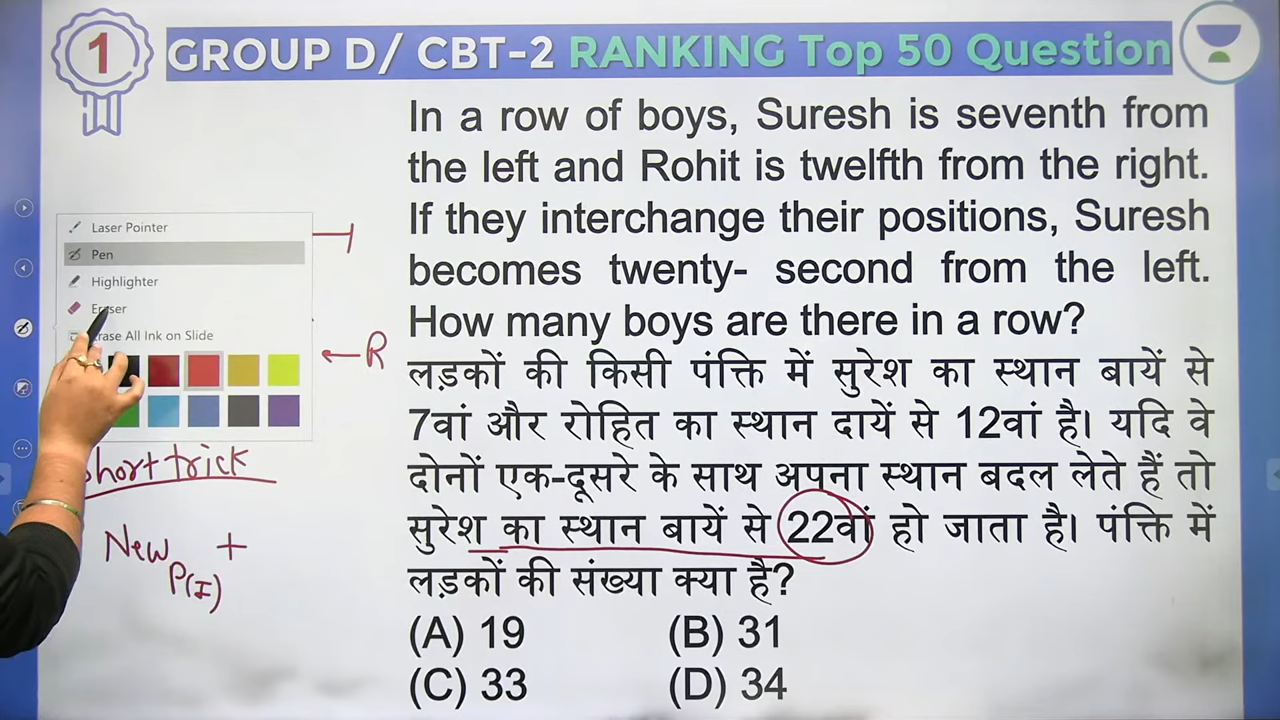 1
GROUP D/ CBT-2 RANKING Top 50 Question
In a row of boys, Suresh is seventh from
the left and Rohit is twelfth from the right.
If they interchange their positions, Suresh
becomes twenty- second from the left.
How many boys are there in a row?
लड़कों की किसी पंक्ति में सुरेश का स्थान बायें से
7वां और रोहित का स्थान दायें से 12वां है। यदि वे
दोनों एक-दूसरे के साथ अपना स्थान बदल लेते हैं तो
सुरेश का स्थान बायें से 22वां हो जाता है। पंक्ति में
लड़कों की संख्या क्या है?
(A) 19 (B) 31
(C) 33 (D) 34
Laser Pointer
Pen
Highlighter
Eraser
Erase All Ink on Slide
R
short trick
New +
P(I)